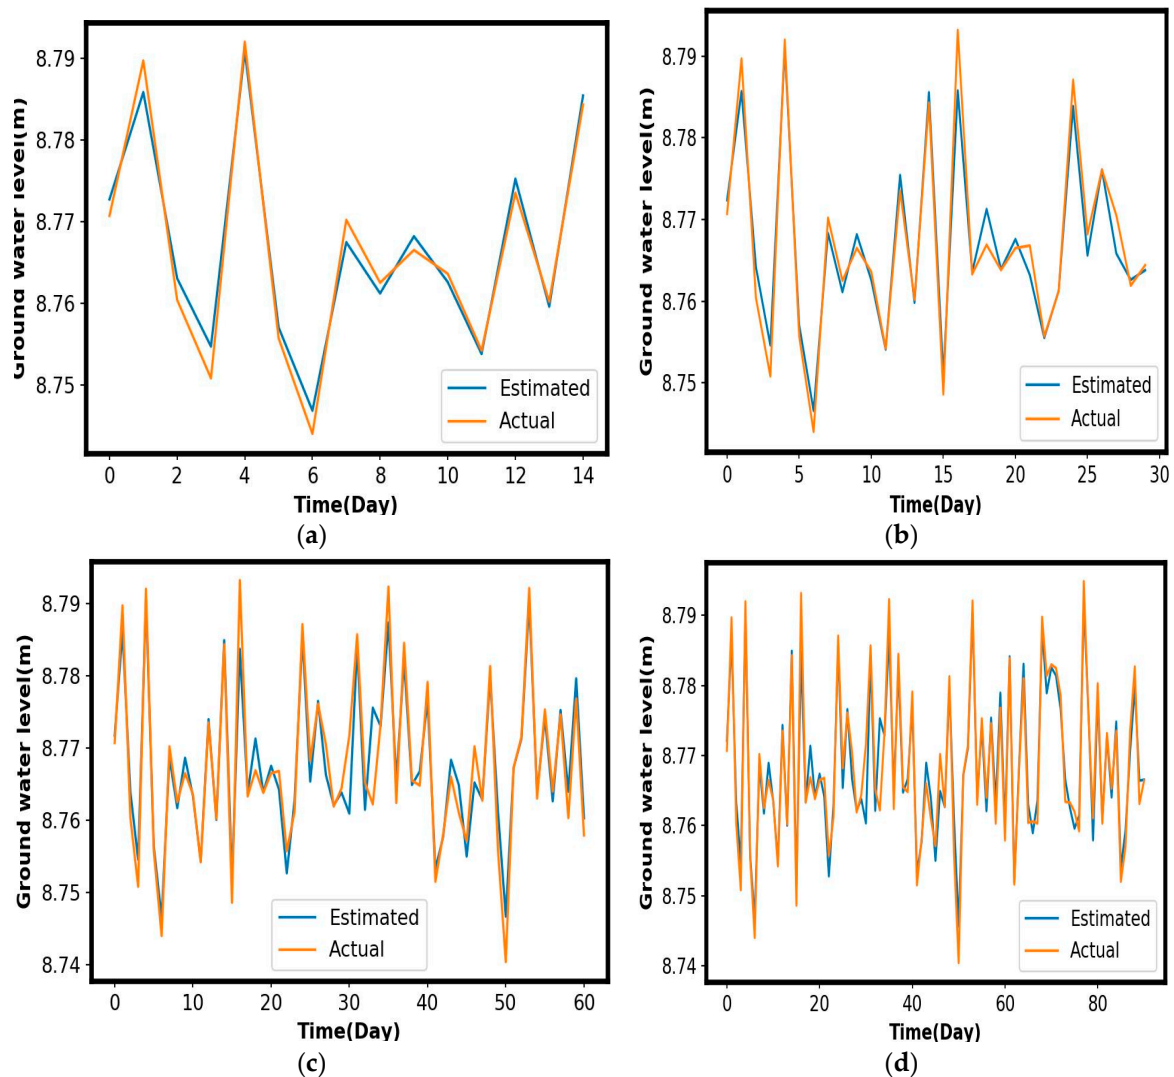 8.79
8.78
8.77
8.76
8.75
Ground water level(m)
Estimated
Actual
0 2 4 6 8 10 12 14
Time(Day)
(a)
8.79
8.78
8.77
8.76
8.75
Ground water level(m)
Estimated
Actual
0 5 10 15 20 25 30
Time(Day)
(b)
8.79
8.78
8.77
8.76
8.75
8.74
Ground water level(m)
Estimated
Actual
0 10 20 30 40 50 60
Time(Day)
(c)
8.79
8.78
8.77
8.76
8.75
8.74
Ground water level(m)
Estimated
Actual
0 20 40 60 80
Time(Day)
(d)